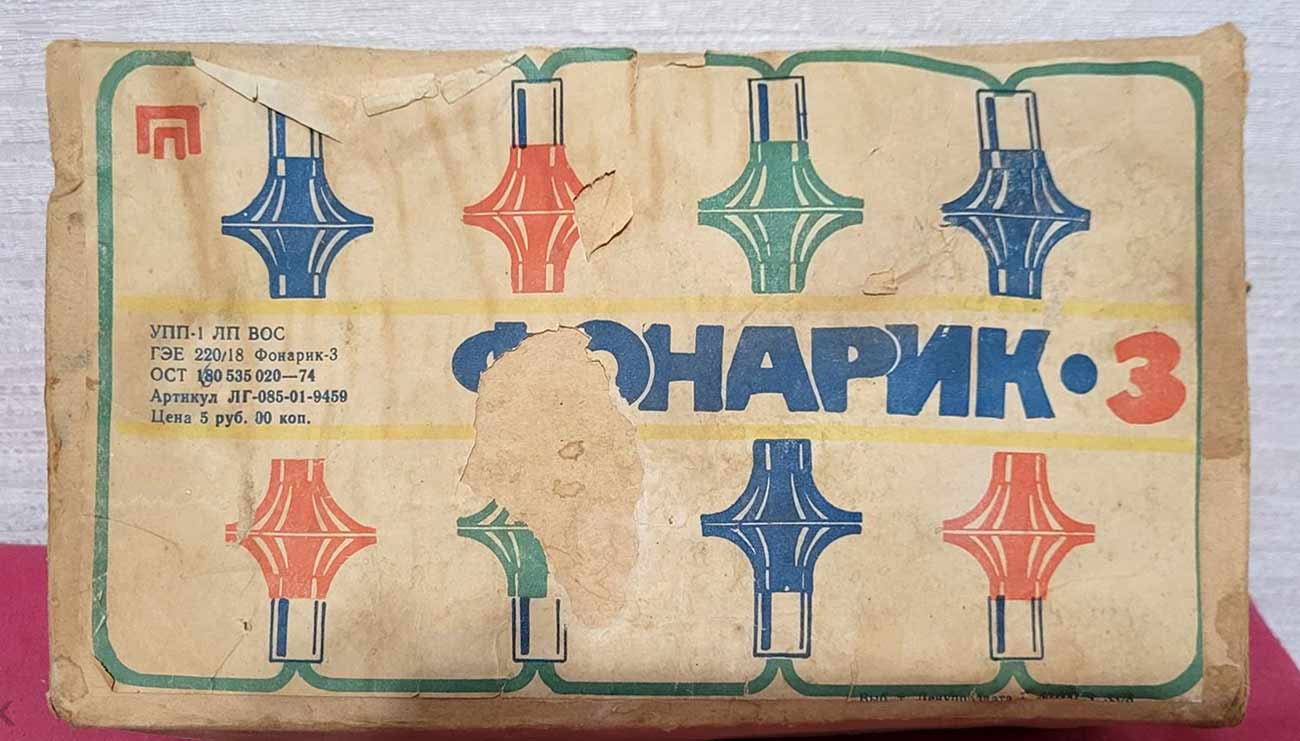 УПП-1 ЛП ВОС
ГЭЕ 220/18 Фонарик-3
ОСТ 180 535 020—74
Артикул ЛГ-085-01-9459
Цена 5 руб. 00 коп.
ФОНАРИК·3